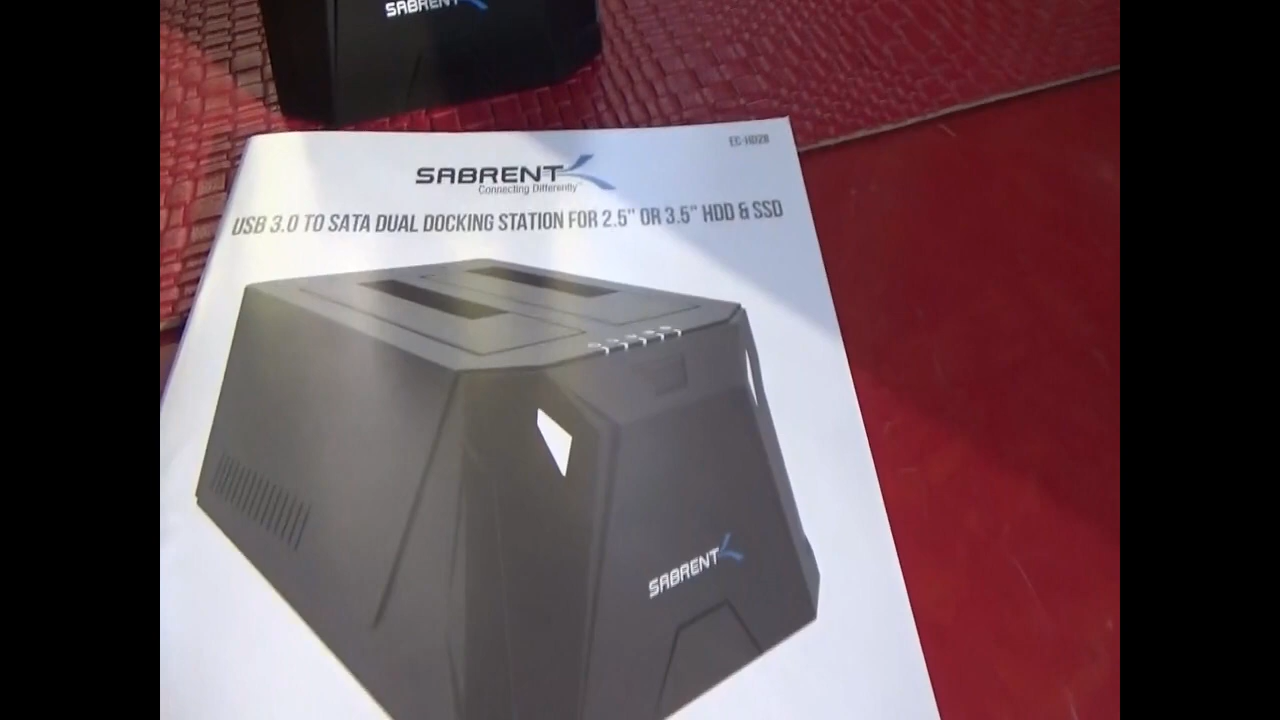 SABRENT
EC-HD2B
SABRENT
Connecting Differently™
USB 3.0 TO SATA DUAL DOCKING STATION FOR 2.5" OR 3.5" HDD & SSD
SABRENT